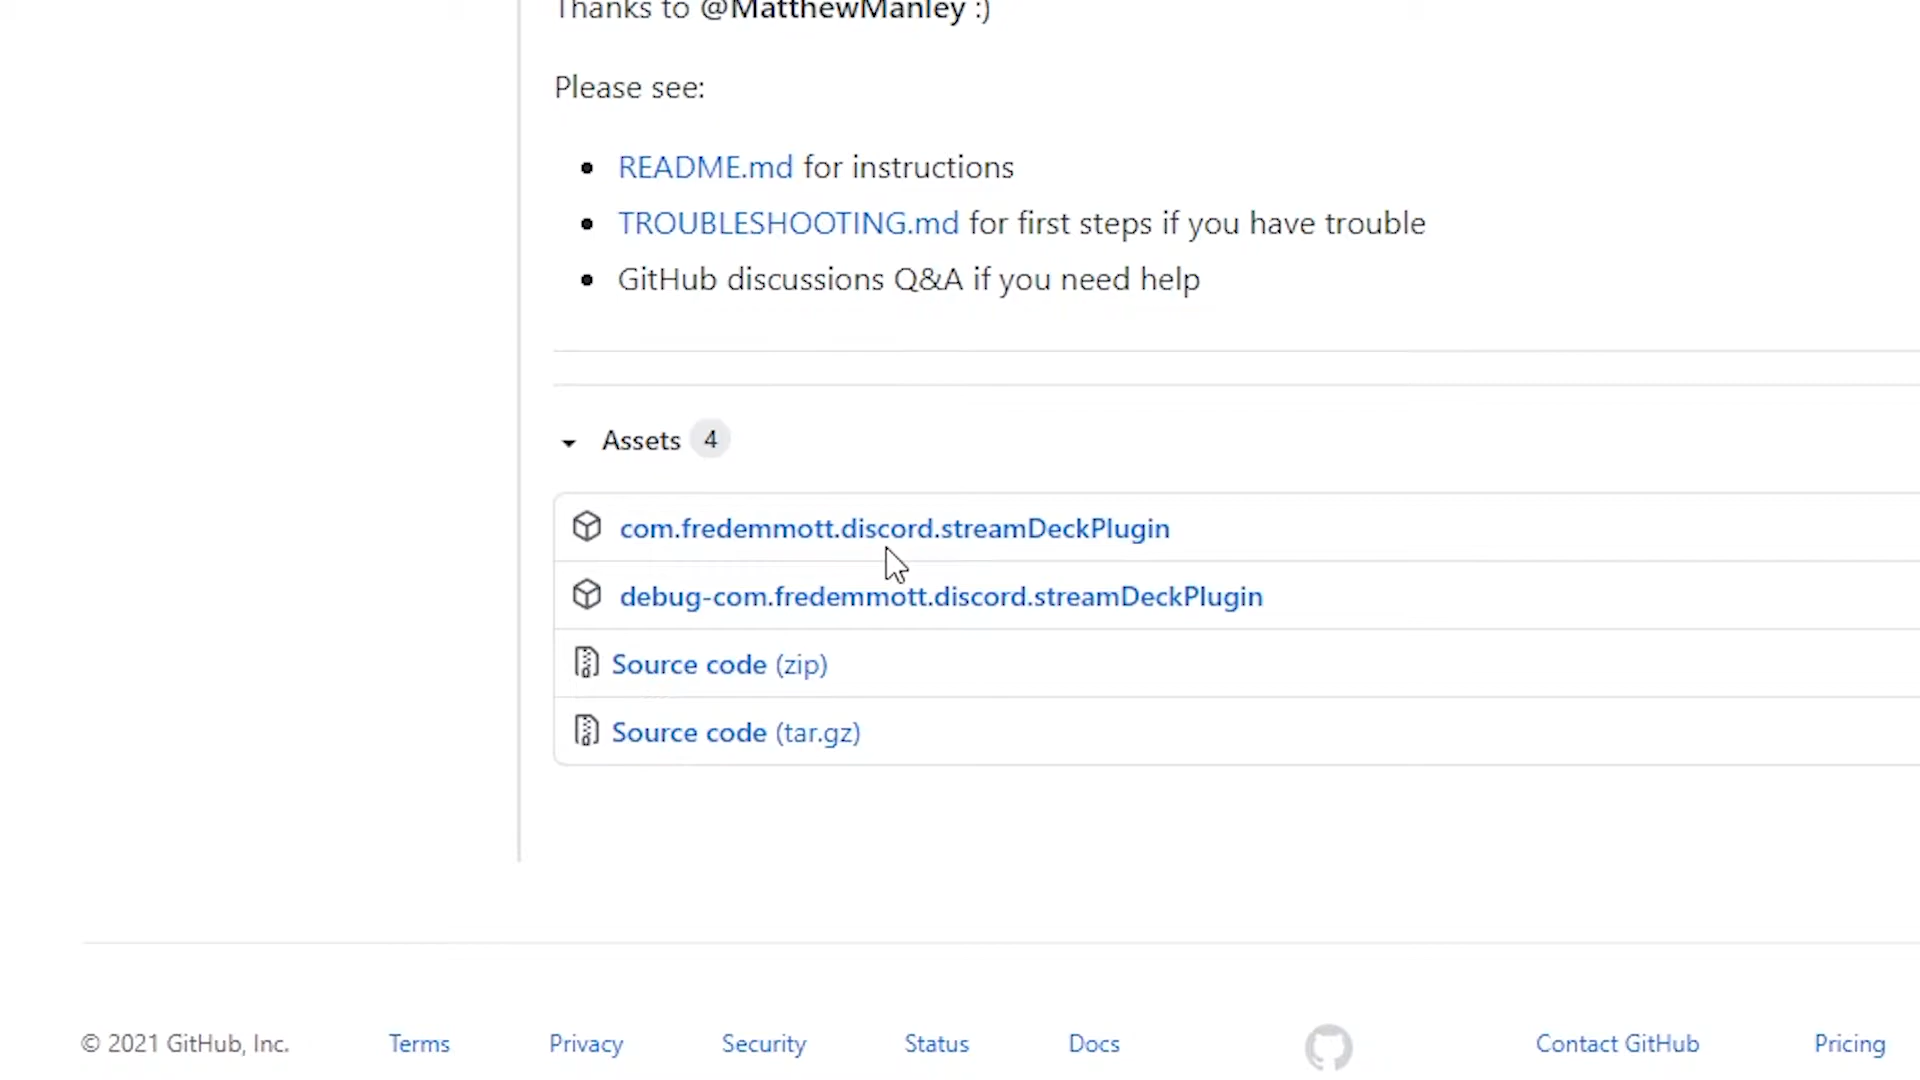 Thanks to @MatthewManley :)
Please see:
README.md for instructions
TROUBLESHOOTING.md for first steps if you have trouble
GitHub discussions Q&A if you need help
Assets 4
com.fredemmott.discord.streamDeckPlugin
debug-com.fredemmott.discord.streamDeckPlugin
Source code (zip)
Source code (tar.gz)
© 2021 GitHub, Inc. Terms Privacy Security Status Docs Contact GitHub Pricing